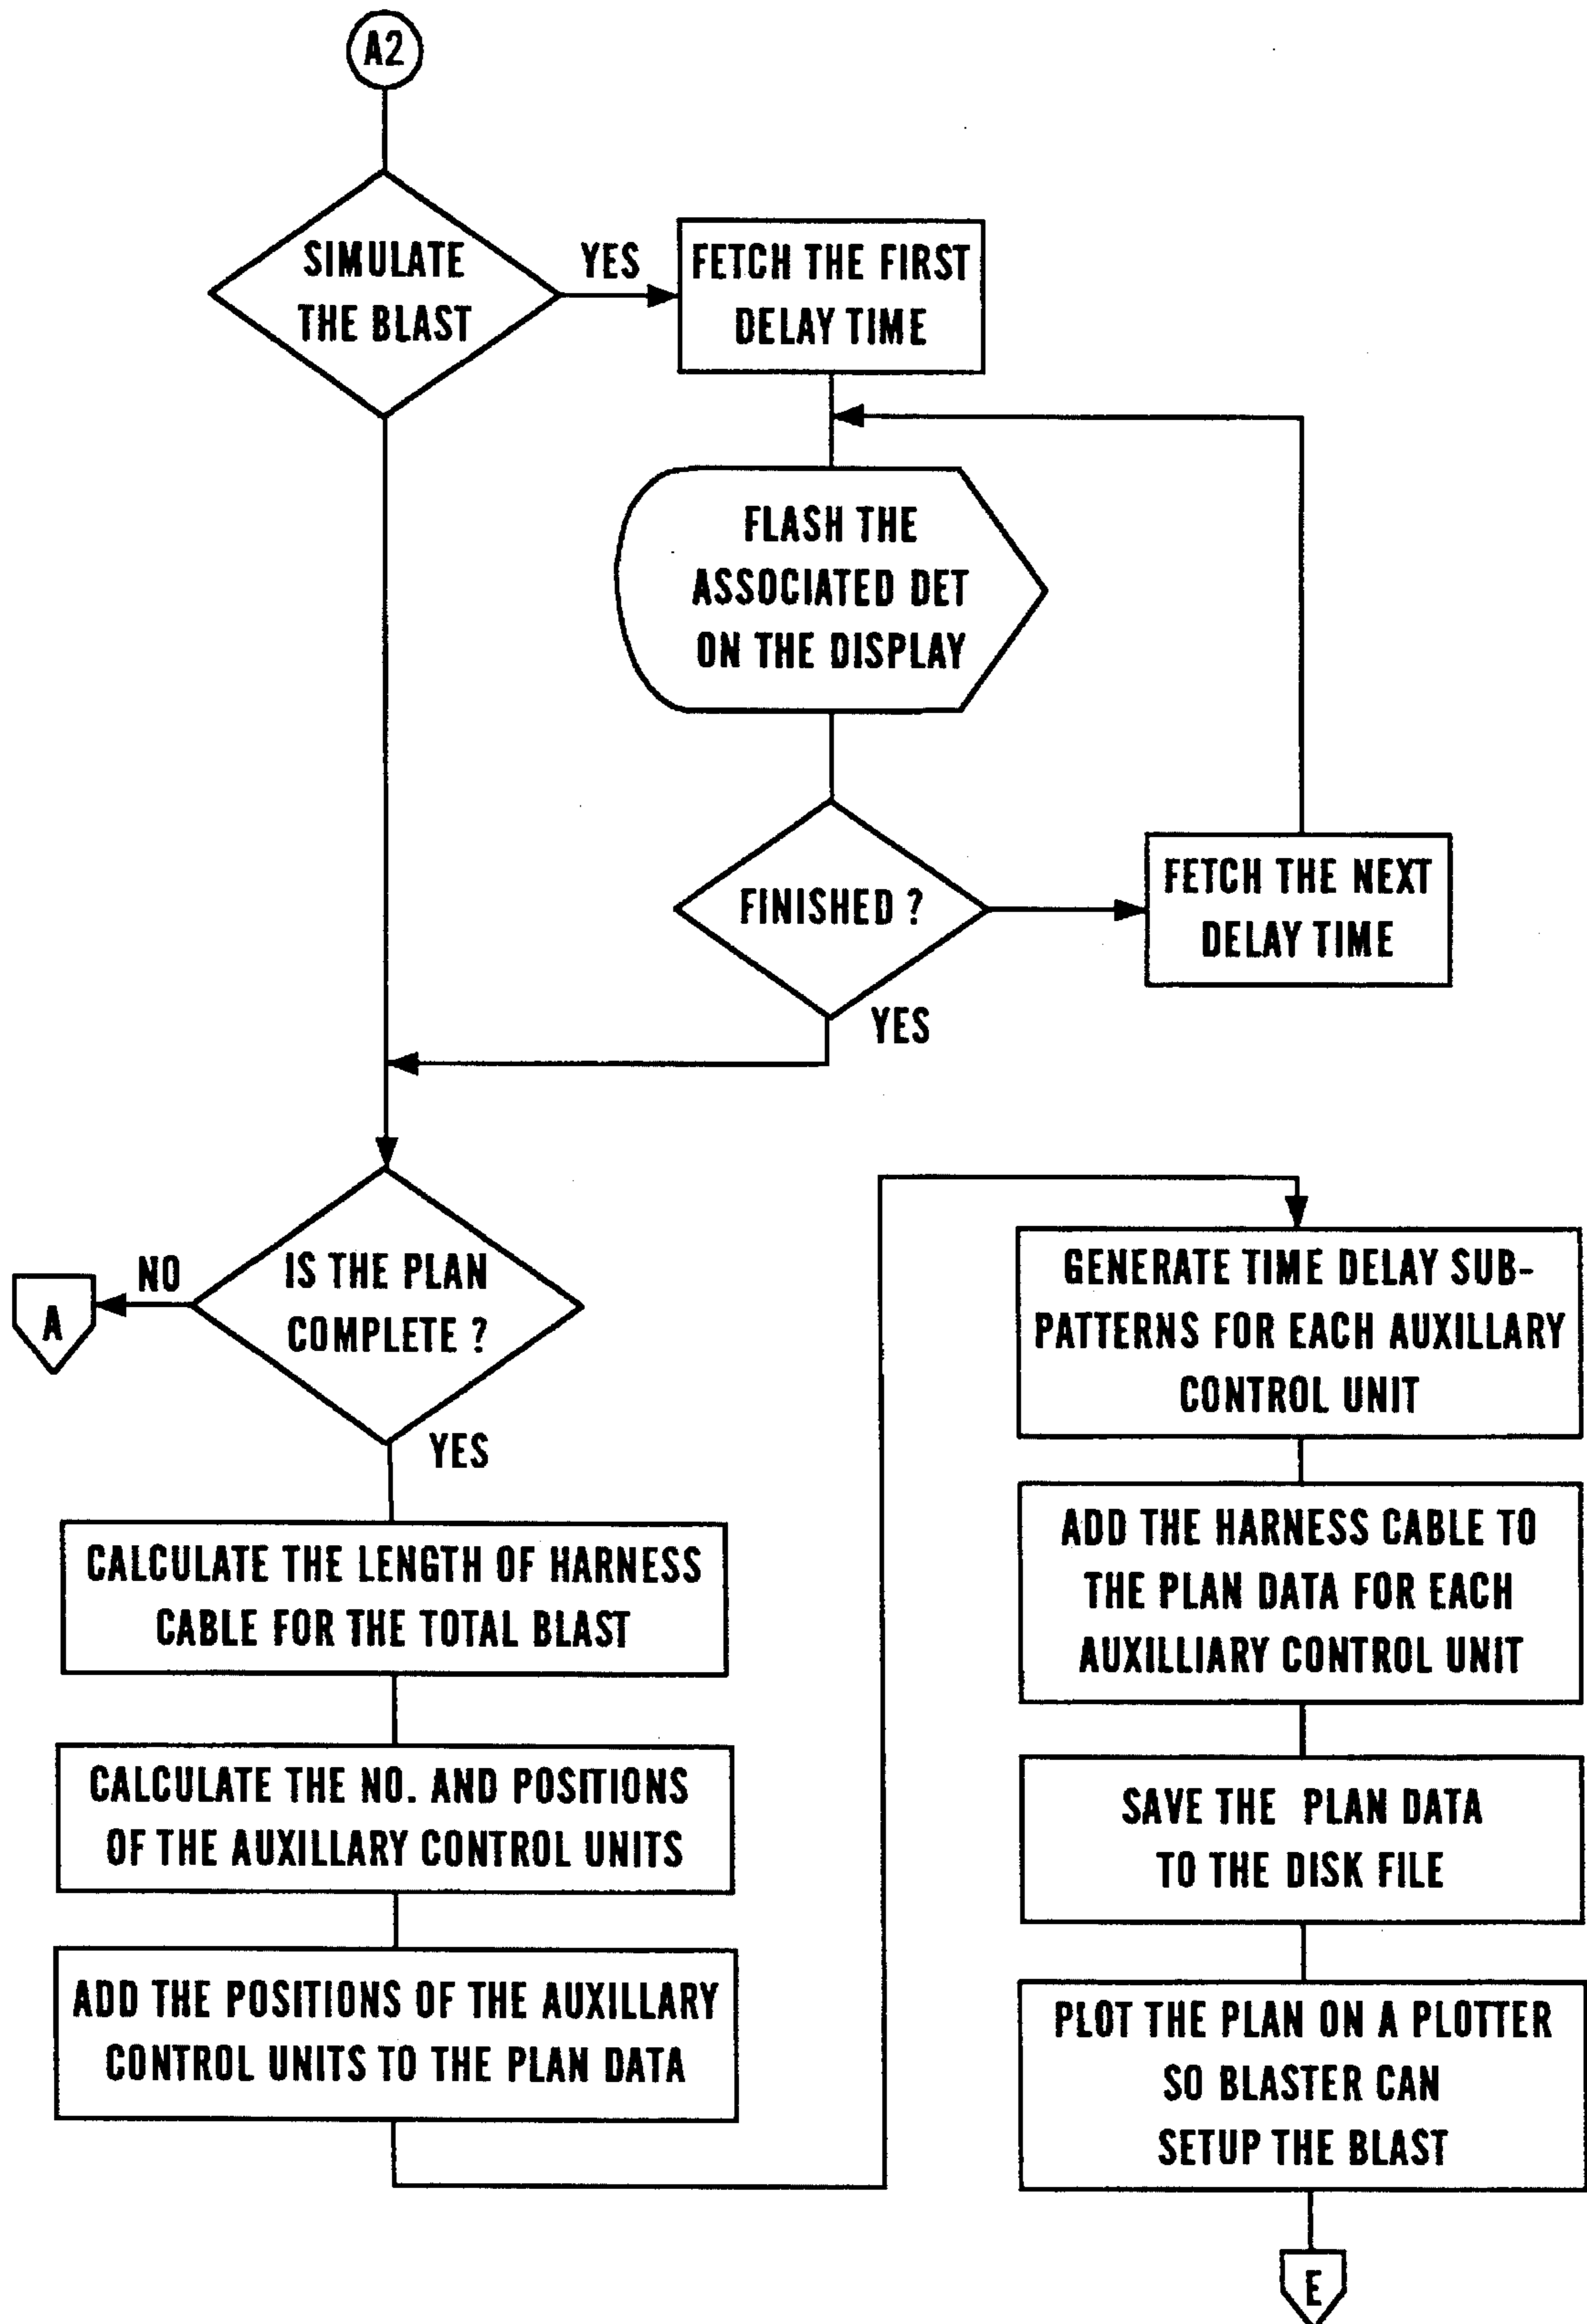 A2
SIMULATE
THE BLAST
YES
FETCH THE FIRST
DELAY TIME
FLASH THE
ASSOCIATED DET
ON THE DISPLAY
FINISHED ?
FETCH THE NEXT
DELAY TIME
YES
IS THE PLAN
COMPLETE ?
NO
A
YES
CALCULATE THE LENGTH OF HARNESS
CABLE FOR THE TOTAL BLAST
CALCULATE THE NO. AND POSITIONS
OF THE AUXILLARY CONTROL UNITS
ADD THE POSITIONS OF THE AUXILLARY
CONTROL UNITS TO THE PLAN DATA
GENERATE TIME DELAY SUB-
PATTERNS FOR EACH AUXILLARY
CONTROL UNIT
ADD THE HARNESS CABLE TO
THE PLAN DATA FOR EACH
AUXILLIARY CONTROL UNIT
SAVE THE PLAN DATA
TO THE DISK FILE
PLOT THE PLAN ON A PLOTTER
SO BLASTER CAN
SETUP THE BLAST
E